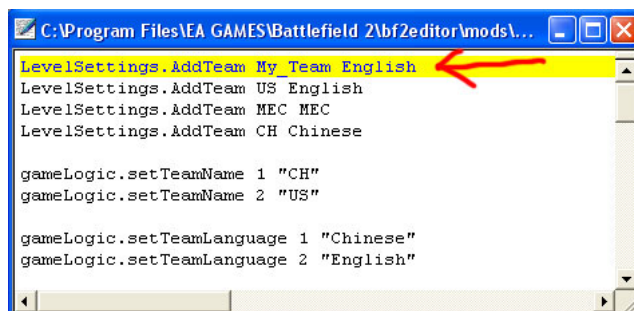 C:\Program Files\EA GAMES\Battlefield 2\bf2editor\mods\...
LevelSettings.AddTeam My_Team English
LevelSettings.AddTeam US English
LevelSettings.AddTeam MEC MEC
LevelSettings.AddTeam CH Chinese
gameLogic.setTeamName 1 "CH"
gameLogic.setTeamName 2 "US"
gameLogic.setTeamLanguage 1 "Chinese"
gameLogic.setTeamLanguage 2 "English"